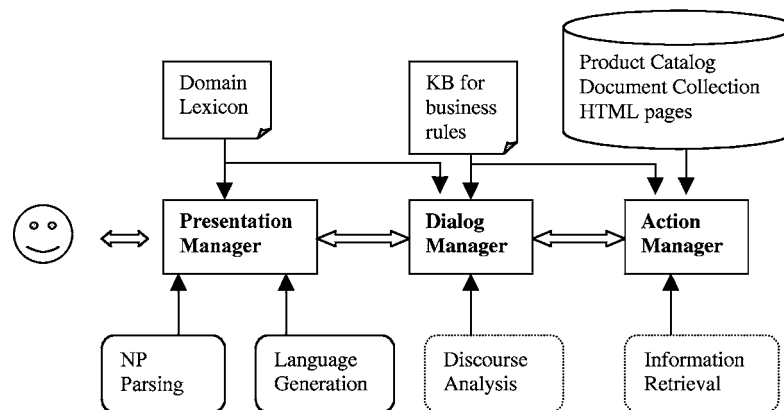 Domain
Lexicon
KB for
business
rules
Product Catalog
Document Collection
HTML pages
Presentation
Manager
Dialog
Manager
Action
Manager
NP
Parsing
Language
Generation
Discourse
Analysis
Information
Retrieval